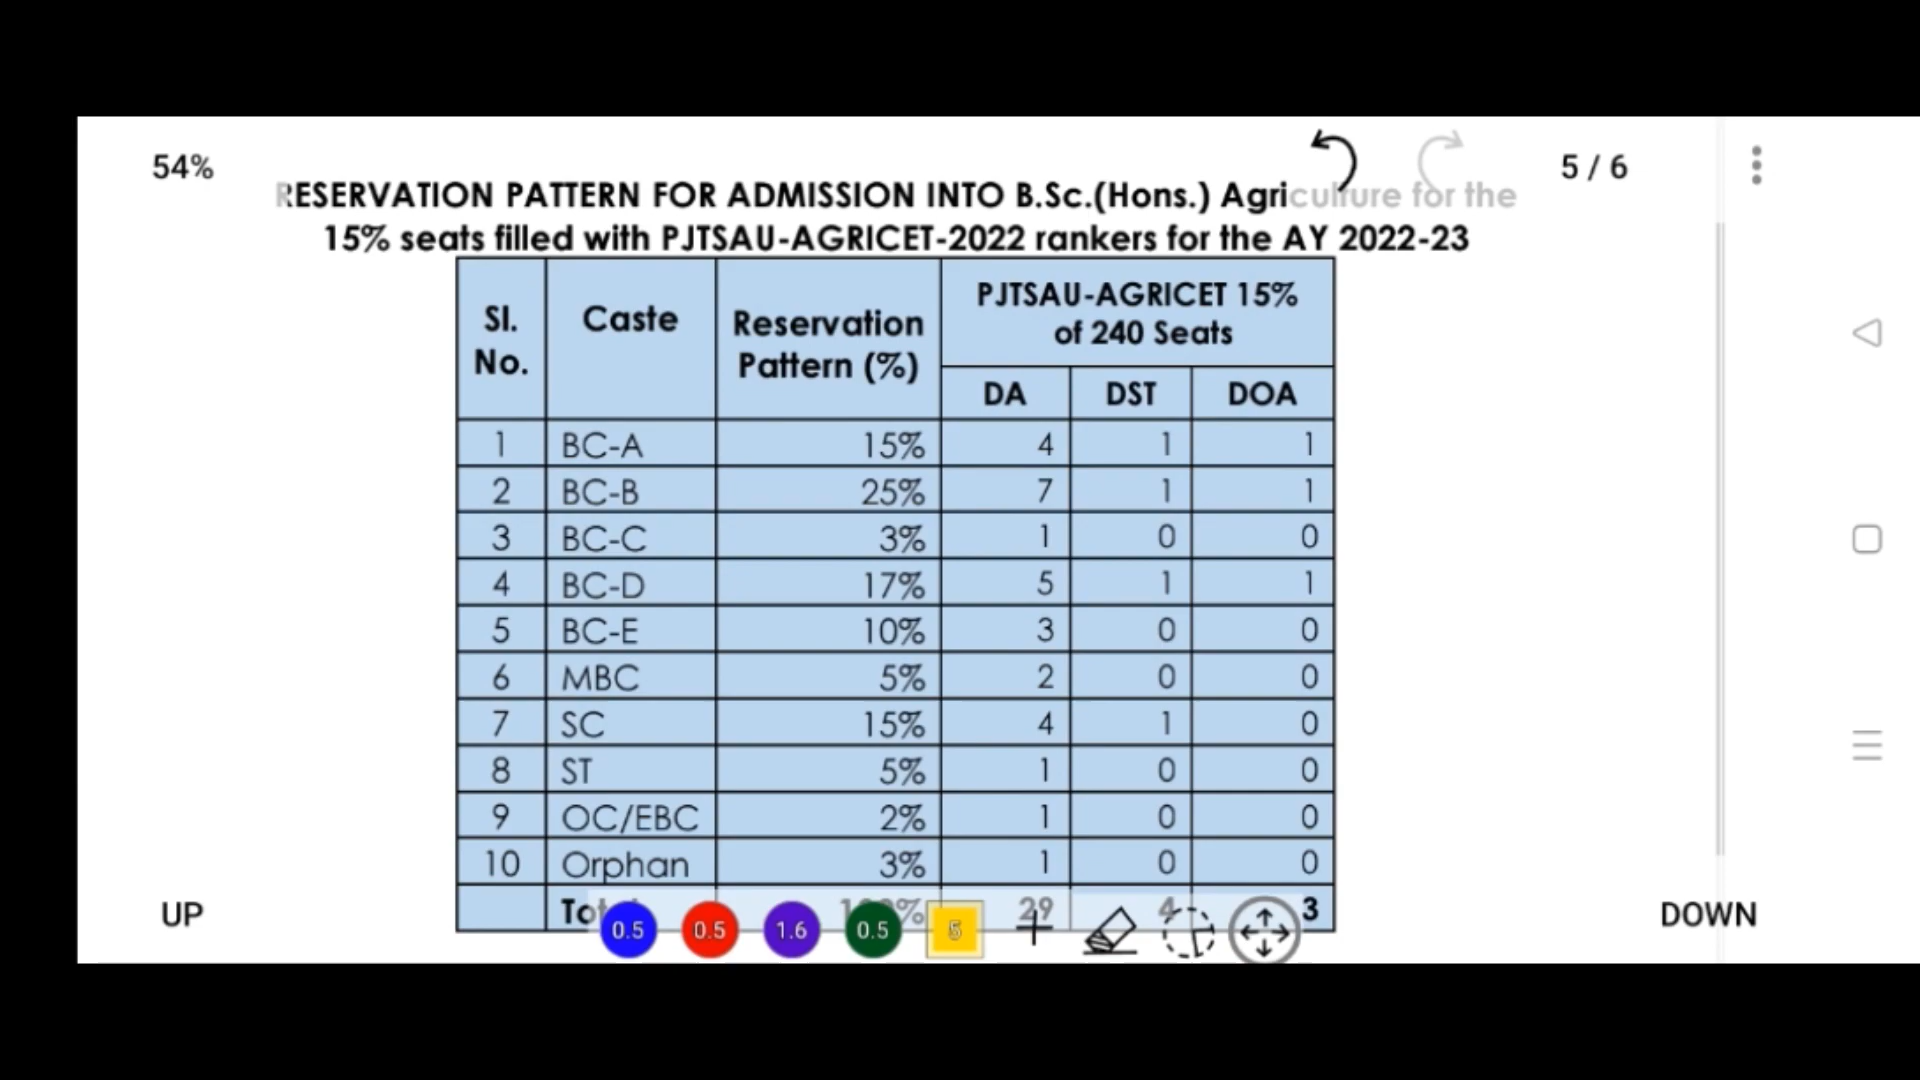 54%
5 / 6
RESERVATION PATTERN FOR ADMISSION INTO B.Sc.(Hons.) Agriculture for the
15% seats filled with PJTSAU-AGRICET-2022 rankers for the AY 2022-23
Sl. No. Caste Reservation Pattern (%) PJTSAU-AGRICET 15% of 240 Seats
DA DST DOA
1 BC-A 15% 4 1 1
2 BC-B 25% 7 1 1
3 BC-C 3% 1 0 0
4 BC-D 17% 5 1 1
5 BC-E 10% 3 0 0
6 MBC 5% 2 0 0
7 SC 15% 4 1 0
8 ST 5% 1 0 0
9 OC/EBC 2% 1 0 0
10 Orphan 3% 1 0 0
29 4 3
UP
0.5 0.5 1.6 0.5 5
DOWN